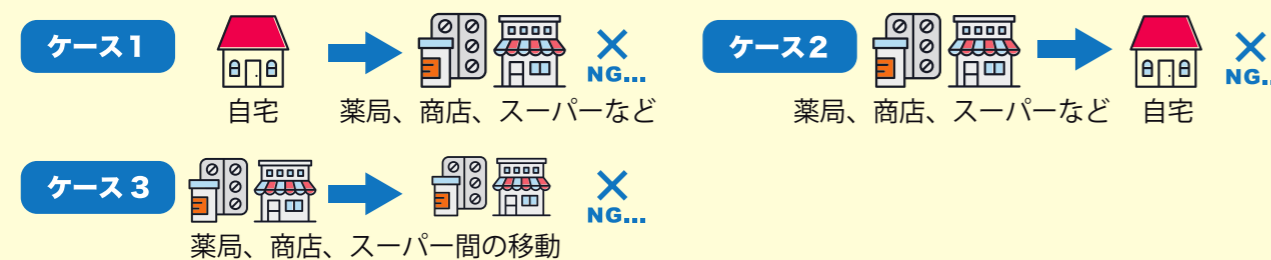 ケース1
×
NG...
自宅
薬局、商店、スーパーなど
ケース2
×
NG..
薬局、商店、スーパーなど
自宅
ケース3
×
NG...
薬局、商店、スーパー間の移動